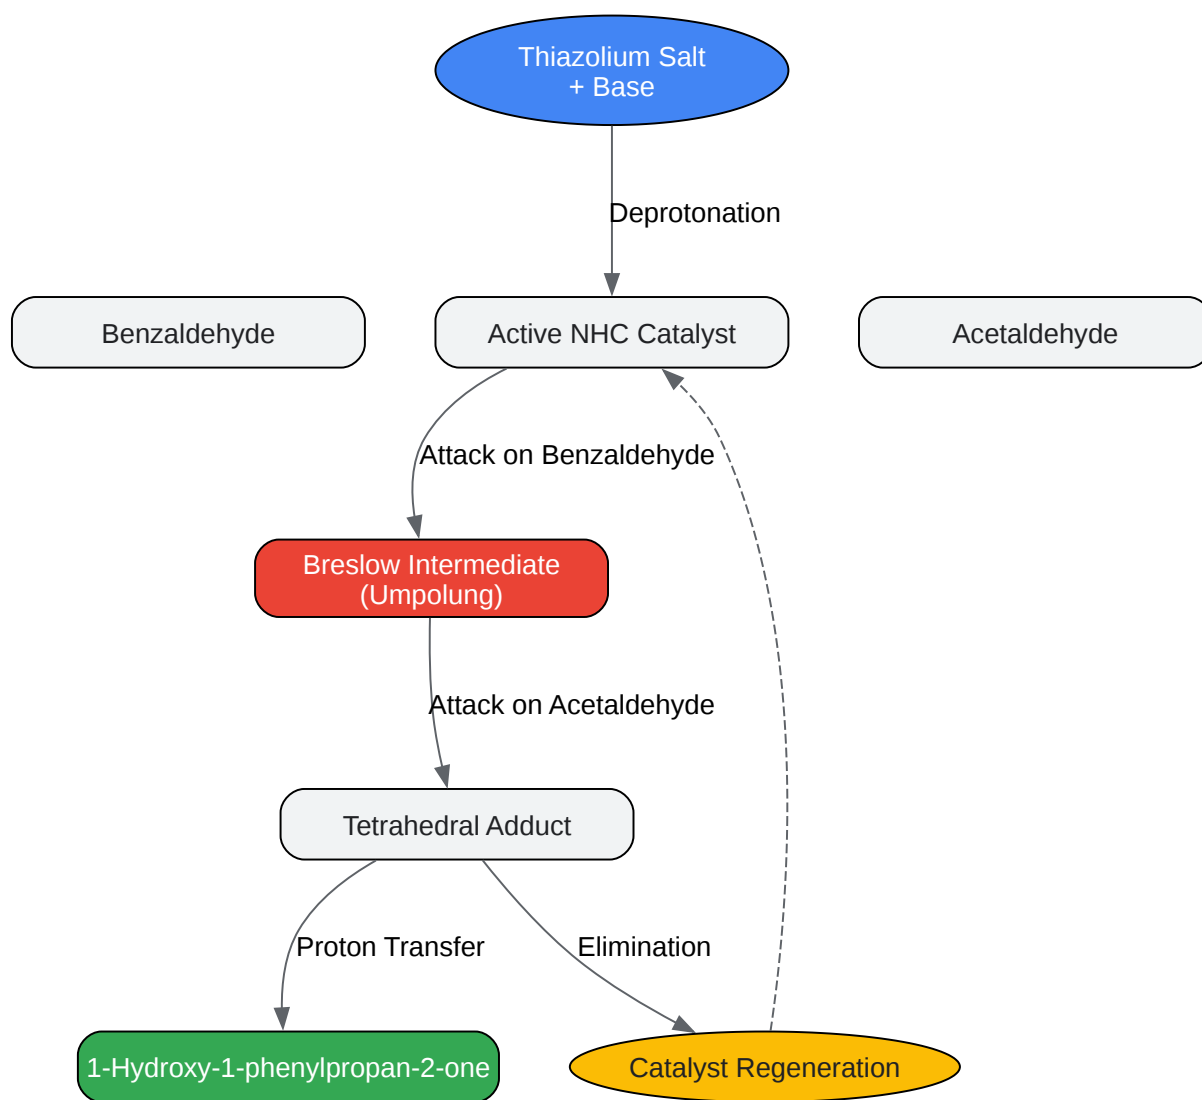 Thiazolium Salt
+ Base
Deprotonation
Benzaldehyde
Active NHC Catalyst
Acetaldehyde
Attack on Benzaldehyde
Breslow Intermediate
(Umpolung)
Attack on Acetaldehyde
Tetrahedral Adduct
Proton Transfer
Elimination
1-Hydroxy-1-phenylpropan-2-one
Catalyst Regeneration